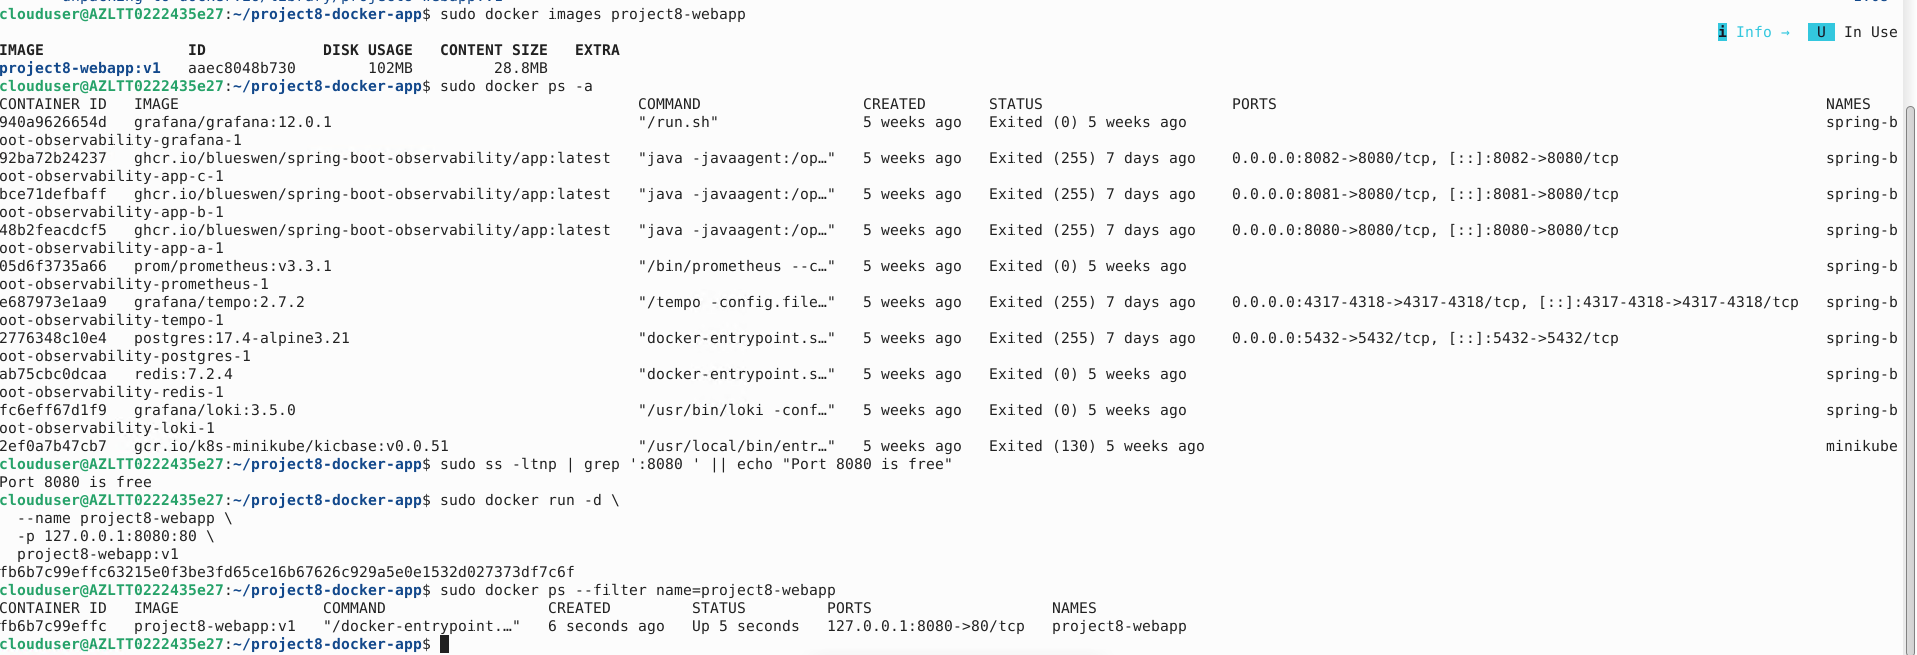 clouduser@AZLTT0222435e27:~/project8-docker-app$ sudo docker images project8-webapp
i Info → U In Use
IMAGE ID DISK USAGE CONTENT SIZE EXTRA
project8-webapp:v1 aaec8048b730 102MB 28.8MB
clouduser@AZLTT0222435e27:~/project8-docker-app$ sudo docker ps -a
CONTAINER ID IMAGE COMMAND CREATED STATUS PORTS NAMES
940a9626654d grafana/grafana:12.0.1 "/run.sh" 5 weeks ago Exited (0) 5 weeks ago spring-b
oot-observability-grafana-1
92ba72b24237 ghcr.io/blueswen/spring-boot-observability/app:latest "java -javaagent:/op…" 5 weeks ago Exited (255) 7 days ago 0.0.0.0:8082->8080/tcp, [::]:8082->8080/tcp spring-b
oot-observability-app-c-1
bce71defbaff ghcr.io/blueswen/spring-boot-observability/app:latest "java -javaagent:/op…" 5 weeks ago Exited (255) 7 days ago 0.0.0.0:8081->8080/tcp, [::]:8081->8080/tcp spring-b
oot-observability-app-b-1
48b2feacdcf5 ghcr.io/blueswen/spring-boot-observability/app:latest "java -javaagent:/op…" 5 weeks ago Exited (255) 7 days ago 0.0.0.0:8080->8080/tcp, [::]:8080->8080/tcp spring-b
oot-observability-app-a-1
05d6f3735a66 prom/prometheus:v3.3.1 "/bin/prometheus --c…" 5 weeks ago Exited (0) 5 weeks ago spring-b
oot-observability-prometheus-1
e687973e1aa9 grafana/tempo:2.7.2 "/tempo -config.file…" 5 weeks ago Exited (255) 7 days ago 0.0.0.0:4317-4318->4317-4318/tcp, [::]:4317-4318->4317-4318/tcp spring-b
oot-observability-tempo-1
2776348c10e4 postgres:17.4-alpine3.21 "docker-entrypoint.s…" 5 weeks ago Exited (255) 7 days ago 0.0.0.0:5432->5432/tcp, [::]:5432->5432/tcp spring-b
oot-observability-postgres-1
ab75cbc0dcaa redis:7.2.4 "docker-entrypoint.s…" 5 weeks ago Exited (0) 5 weeks ago spring-b
oot-observability-redis-1
fc6eff67d1f9 grafana/loki:3.5.0 "/usr/bin/loki -conf…" 5 weeks ago Exited (0) 5 weeks ago spring-b
oot-observability-loki-1
2ef0a7b47cb7 gcr.io/k8s-minikube/kicbase:v0.0.51 "/usr/local/bin/entr…" 5 weeks ago Exited (130) 5 weeks ago minikube
clouduser@AZLTT0222435e27:~/project8-docker-app$ sudo ss -ltnp | grep ':8080 ' || echo "Port 8080 is free"
Port 8080 is free
clouduser@AZLTT0222435e27:~/project8-docker-app$ sudo docker run -d \
--name project8-webapp \
-p 127.0.0.1:8080:80 \
project8-webapp:v1
fb6b7c99effc63215e0f3be3fd65ce16b67626c929a5e0e1532d027373df7c6f
clouduser@AZLTT0222435e27:~/project8-docker-app$ sudo docker ps --filter name=project8-webapp
CONTAINER ID IMAGE COMMAND CREATED STATUS PORTS NAMES
fb6b7c99effc project8-webapp:v1 "/docker-entrypoint.…" 6 seconds ago Up 5 seconds 127.0.0.1:8080->80/tcp project8-webapp
clouduser@AZLTT0222435e27:~/project8-docker-app$